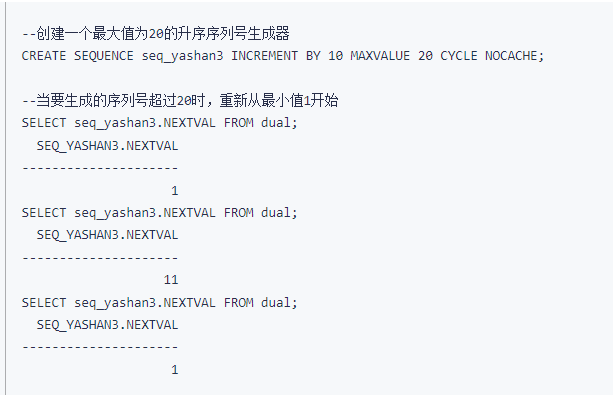 --创建一个最大值为20的升序序列号生成器
CREATE SEQUENCE seq_yashan3 INCREMENT BY 10 MAXVALUE 20 CYCLE NOCACHE;
--当要生成的序列号超过20时，重新从最小值1开始
SELECT seq_yashan3.NEXTVAL FROM dual;
SEQ_YASHAN3.NEXTVAL
---------------------
1
SELECT seq_yashan3.NEXTVAL FROM dual;
SEQ_YASHAN3.NEXTVAL
---------------------
11
SELECT seq_yashan3.NEXTVAL FROM dual;
SEQ_YASHAN3.NEXTVAL
---------------------
1